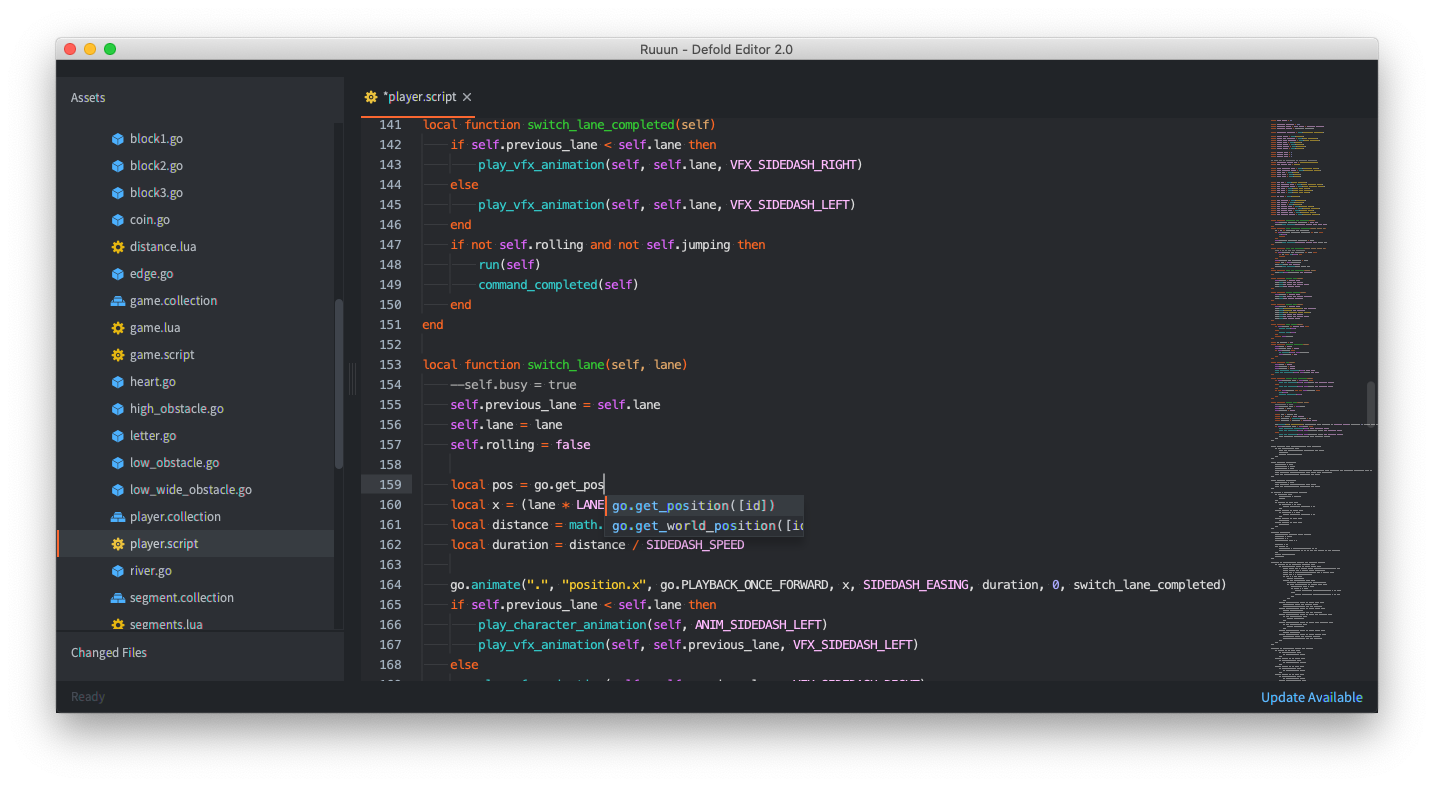 Ruuun - Defold Editor 2.0
Assets
block1.go
block2.go
block3.go
coin.go
distance.lua
edge.go
game.collection
game.lua
game.script
heart.go
high_obstacle.go
letter.go
low_obstacle.go
low_wide_obstacle.go
player.collection
player.script
river.go
segment.collection
segments.lua
Changed Files
Ready
*player.script
141 local function switch_lane_completed(self)
142 if self.previous_lane < self.lane then
143 play_vfx_animation(self, self.lane, VFX_SIDEDASH_RIGHT)
144 else
145 play_vfx_animation(self, self.lane, VFX_SIDEDASH_LEFT)
146 end
147 if not self.rolling and not self.jumping then
148 run(self)
149 command_completed(self)
150 end
151 end
152
153 local function switch_lane(self, lane)
154 --self.busy = true
155 self.previous_lane = self.lane
156 self.lane = lane
157 self.rolling = false
158
159 local pos = go.get_pos
160 local x = (lane * LANE
go.get_position([id])
161 local distance = math.
go.get_world_position([id
162 local duration = distance / SIDEDASH_SPEED
163
164 go.animate(".", "position.x", go.PLAYBACK_ONCE_FORWARD, x, SIDEDASH_EASING, duration, 0, switch_lane_completed)
165 if self.previous_lane < self.lane then
166 play_character_animation(self, ANIM_SIDEDASH_LEFT)
167 play_vfx_animation(self, self.previous_lane, VFX_SIDEDASH_LEFT)
168 else
Update Available